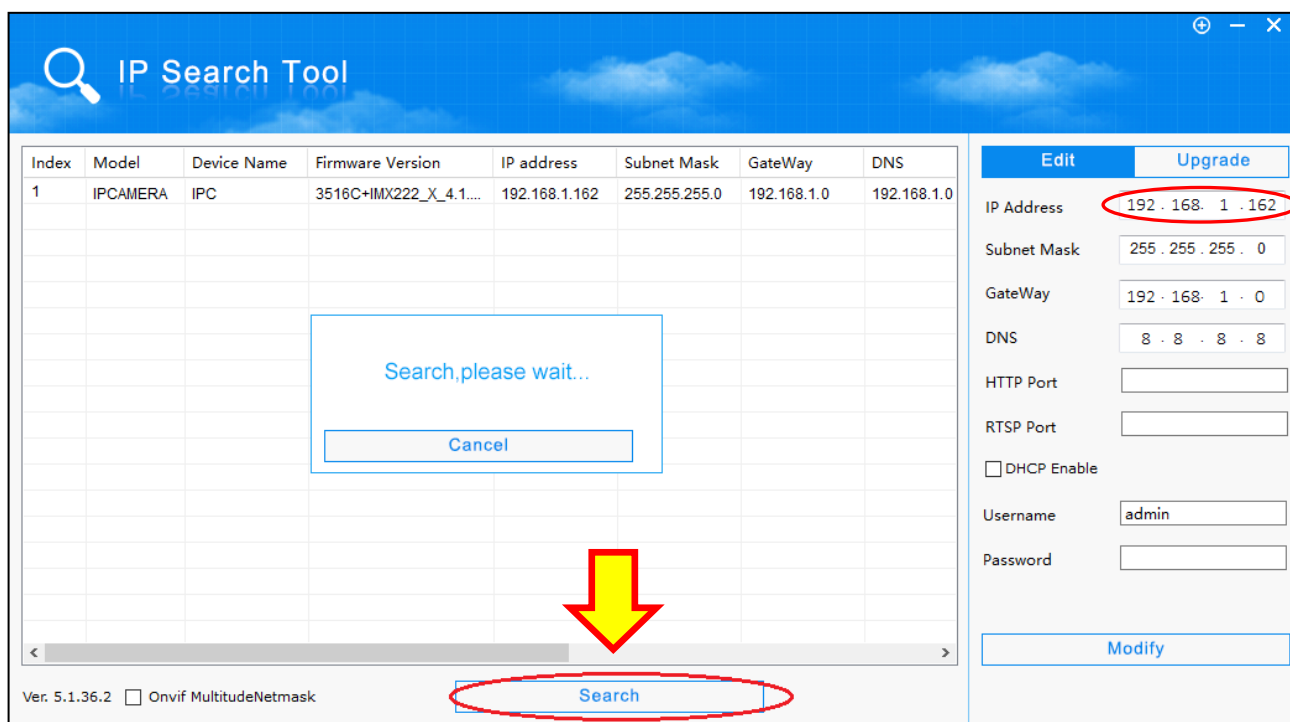 IP Search Tool
Index Model Device Name Firmware Version IP address Subnet Mask GateWay DNS
1 IPCAMERA IPC 3516C+IMX222_X_4.1.... 192.168.1.162 255.255.255.0 192.168.1.0 192.168.1.0
Search,please wait...
Cancel
Ver. 5.1.36.2 Onvif MultitudeNetmask
Search
Edit Upgrade
IP Address 192 . 168. 1 . 162
Subnet Mask 255 . 255 . 255 . 0
GateWay 192 . 168. 1 . 0
DNS 8 . 8 . 8 . 8
HTTP Port
RTSP Port
DHCP Enable
Username admin
Password
Modify